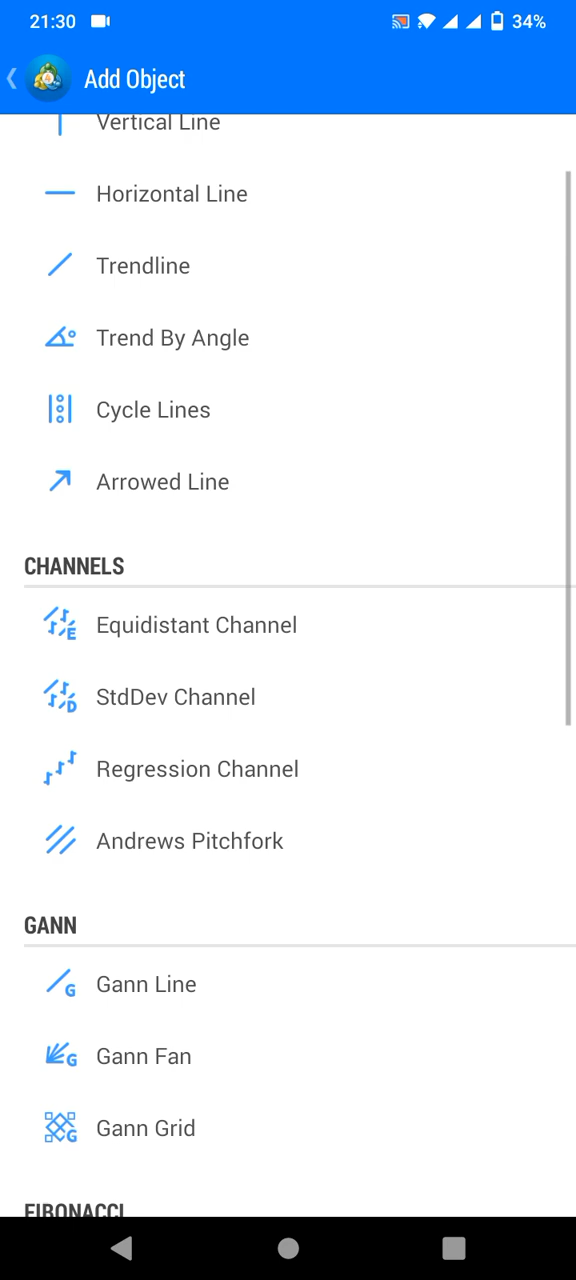 21:30
34%
Add Object
Vertical Line
Horizontal Line
Trendline
Trend By Angle
Cycle Lines
Arrowed Line
CHANNELS
E Equidistant Channel
D StdDev Channel
Regression Channel
Andrews Pitchfork
GANN
G Gann Line
G Gann Fan
G Gann Grid
FIBONACCI